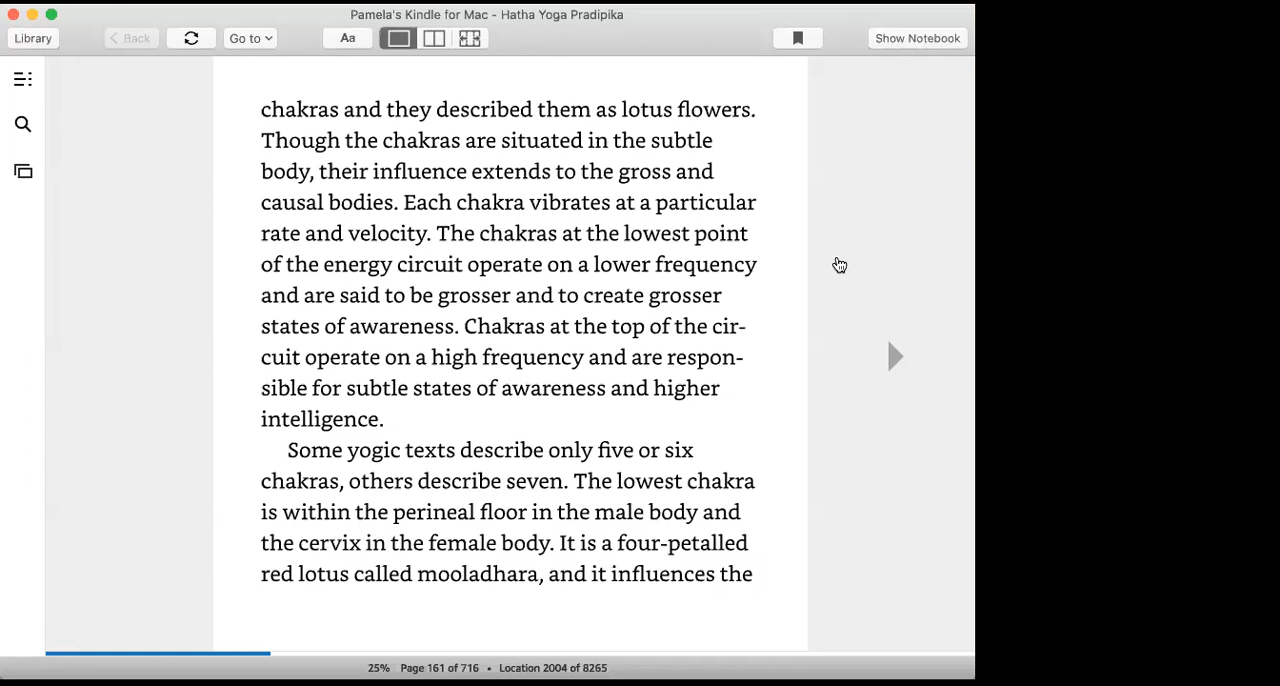 Pamela's Kindle for Mac - Hatha Yoga Pradipika
Library
< Back
Go to
Aa
Show Notebook
chakras and they described them as lotus flowers.
Though the chakras are situated in the subtle
body, their influence extends to the gross and
causal bodies. Each chakra vibrates at a particular
rate and velocity. The chakras at the lowest point
of the energy circuit operate on a lower frequency
and are said to be grosser and to create grosser
states of awareness. Chakras at the top of the cir-
cuit operate on a high frequency and are respon-
sible for subtle states of awareness and higher
intelligence.
Some yogic texts describe only five or six
chakras, others describe seven. The lowest chakra
is within the perineal floor in the male body and
the cervix in the female body. It is a four-petalled
red lotus called mooladhara, and it influences the
25% Page 161 of 716 • Location 2004 of 8265